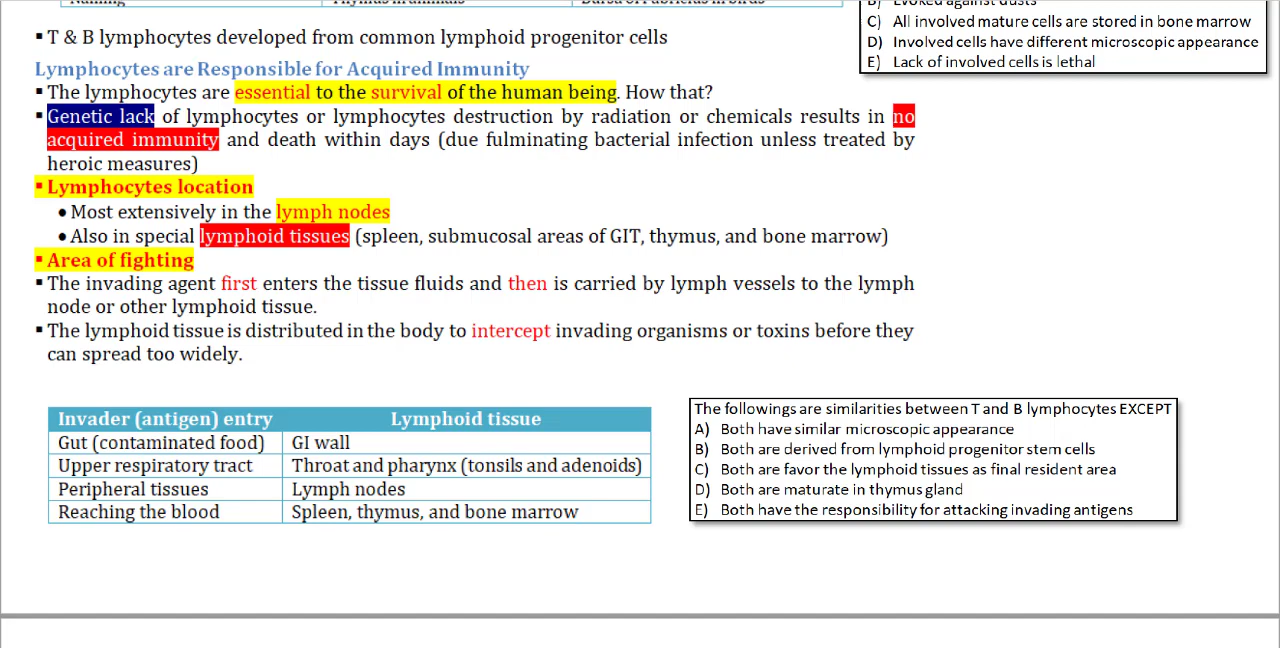 ▪ T & B lymphocytes developed from common lymphoid progenitor cells
Lymphocytes are Responsible for Acquired Immunity
▪ The lymphocytes are essential to the survival of the human being. How that?
▪ Genetic lack of lymphocytes or lymphocytes destruction by radiation or chemicals results in no
acquired immunity and death within days (due fulminating bacterial infection unless treated by
heroic measures)
▪ Lymphocytes location
• Most extensively in the lymph nodes
• Also in special lymphoid tissues (spleen, submucosal areas of GIT, thymus, and bone marrow)
▪ Area of fighting
▪ The invading agent first enters the tissue fluids and then is carried by lymph vessels to the lymph
node or other lymphoid tissue.
▪ The lymphoid tissue is distributed in the body to intercept invading organisms or toxins before they
can spread too widely.
C) All involved mature cells are stored in bone marrow
D) Involved cells have different microscopic appearance
E) Lack of involved cells is lethal
Invader (antigen) entry Lymphoid tissue
Gut (contaminated food) GI wall
Upper respiratory tract Throat and pharynx (tonsils and adenoids)
Peripheral tissues Lymph nodes
Reaching the blood Spleen, thymus, and bone marrow
The followings are similarities between T and B lymphocytes EXCEPT
A) Both have similar microscopic appearance
B) Both are derived from lymphoid progenitor stem cells
C) Both are favor the lymphoid tissues as final resident area
D) Both are maturate in thymus gland
E) Both have the responsibility for attacking invading antigens